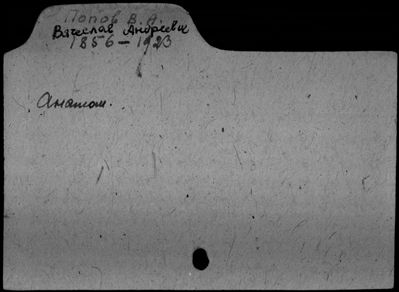 Попов В. А.
Вячеслав Андреевич
1856 – 1923
Анатом.